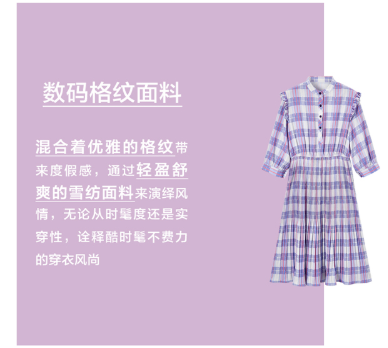 数码格纹面料
混合着优雅的格纹带
来度假感，通过轻盈舒
爽的雪纺面料来演绎风
情，无论从时髦度还是实
穿性，诠释酷时髦不费力
的穿衣风尚